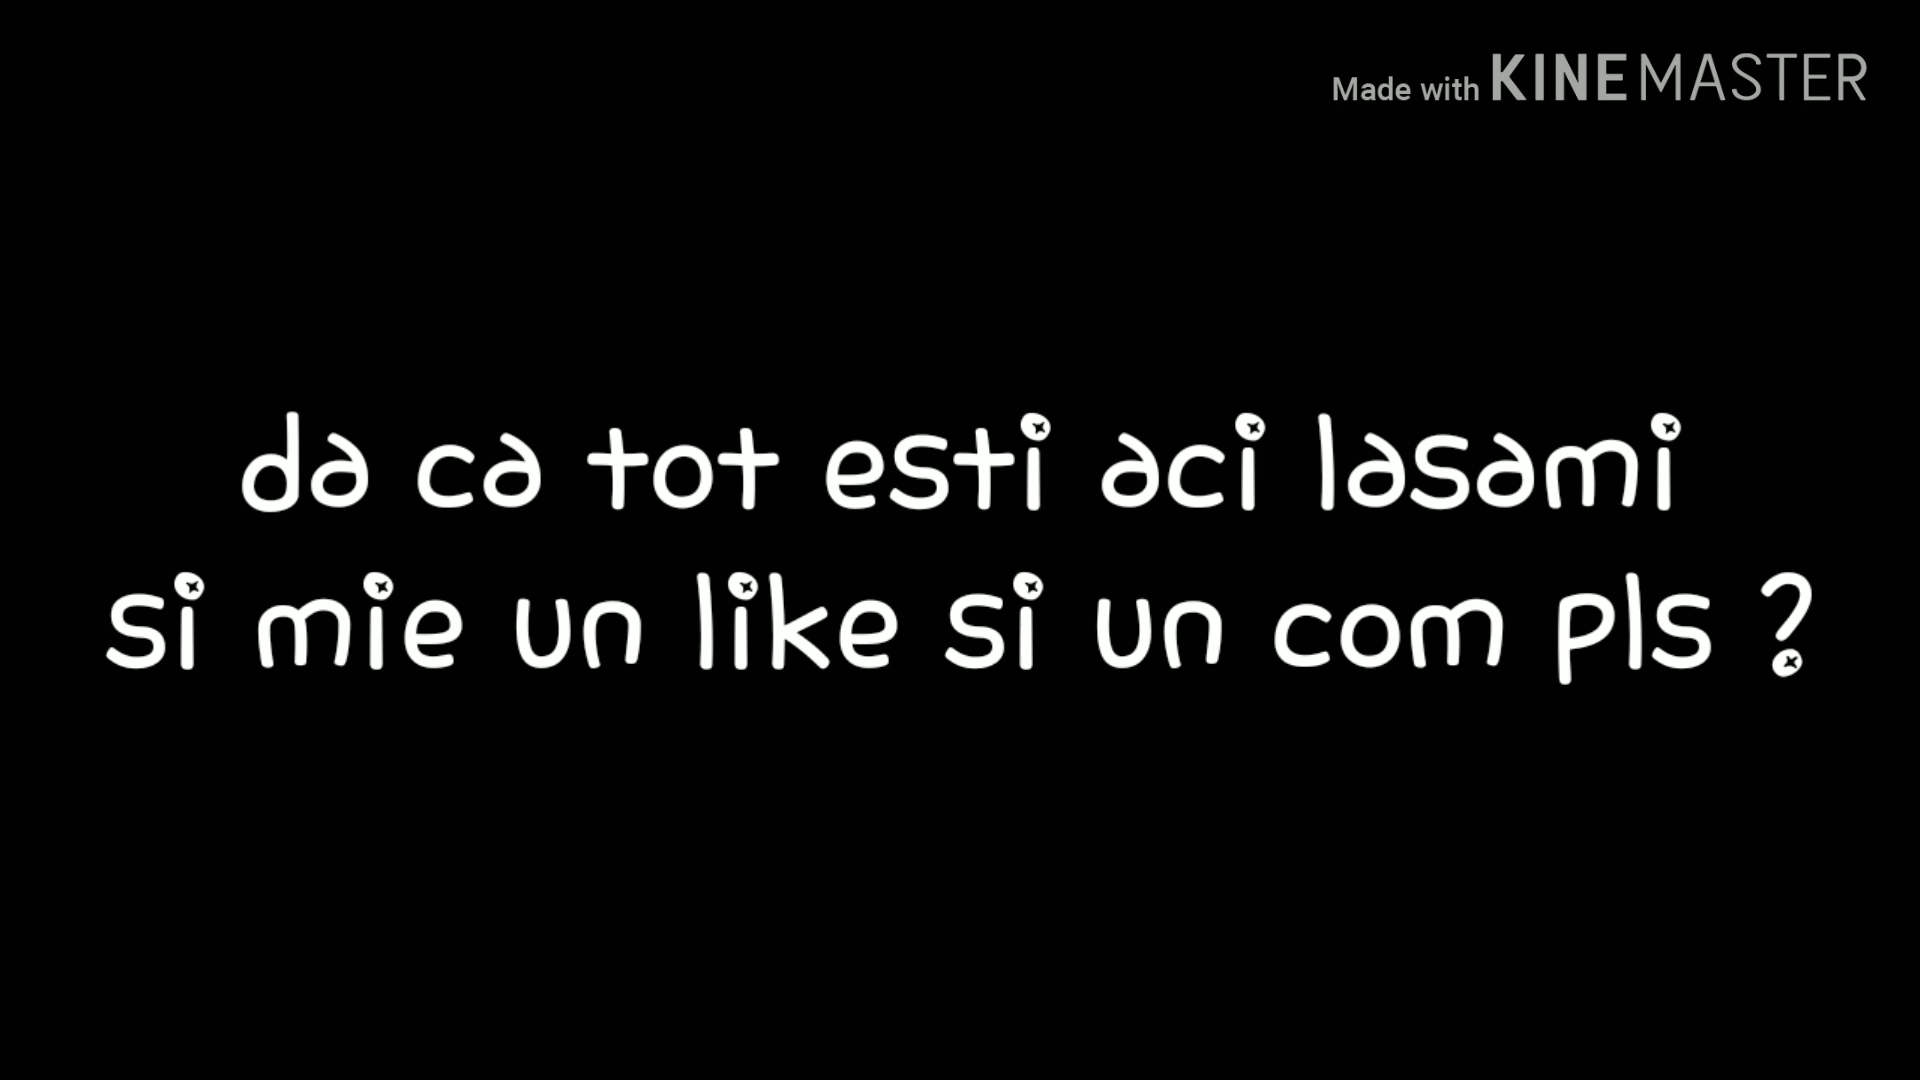 Made with KINEMASTER
da ca tot esti aci lasami
si mie un like si un com pls ?